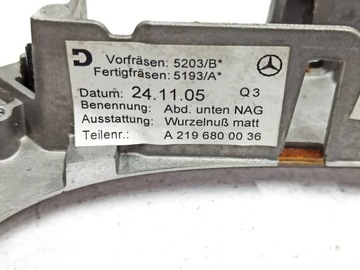 Vorfräsen: 5203/B*
Fertigfräsen: 5193/A*
Datum: 24.11.05 Q3
Benennung: Abd. unten NAG
Ausstattung: Wurzelnuß matt
Teilenr.: A 219 680 00 36